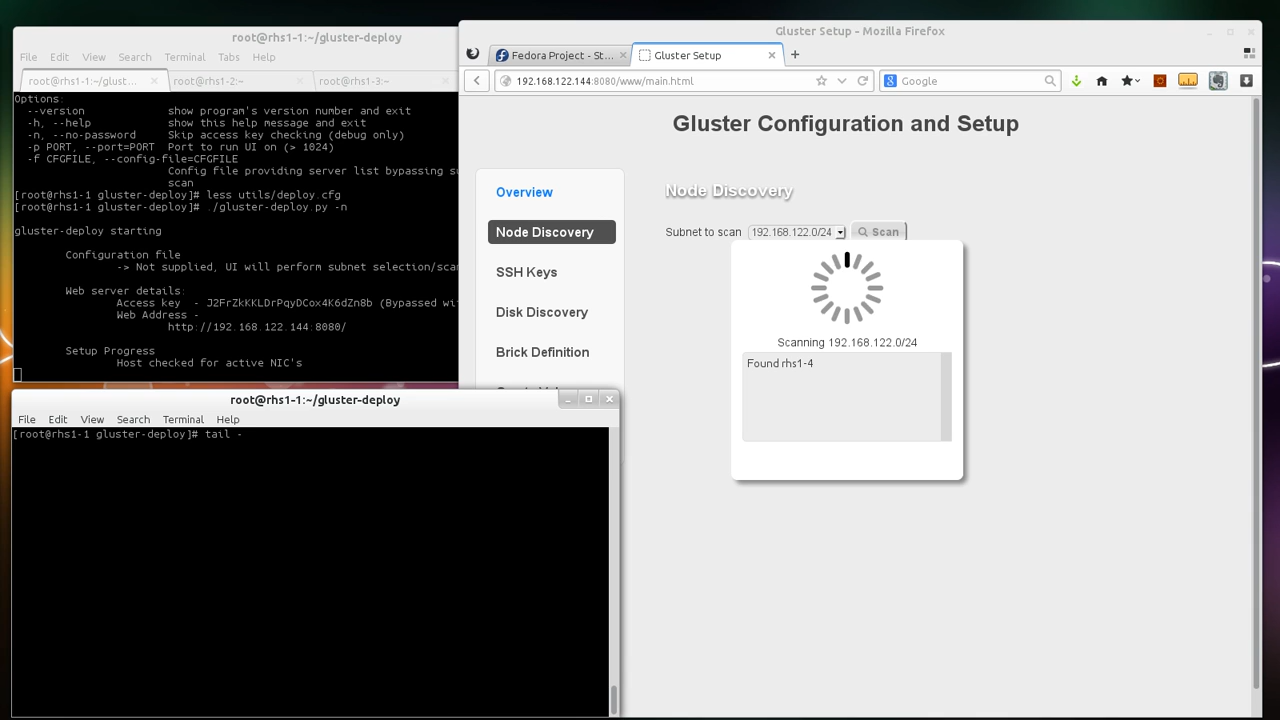 root@rhs1-1:~/gluster-deploy
File Edit View Search Terminal Tabs Help
root@rhs1-1:~/glust... root@rhs1-2:~ root@rhs1-3:~
Options:
--version show program's version number and exit
-h, --help show this help message and exit
-n, --no-password Skip access key checking (debug only)
-p PORT, --port=PORT Port to run UI on (> 1024)
-f CFGFILE, --config-file=CFGFILE
Config file providing server list bypassing su
scan
[root@rhs1-1 gluster-deploy]# less utils/deploy.cfg
[root@rhs1-1 gluster-deploy]# ./gluster-deploy.py -n
gluster-deploy starting
Configuration file
-> Not supplied, UI will perform subnet selection/scan
Web server details:
Access key - J2FrZkKKLDrPqyDCox4K6dZn8b (Bypassed wi
Web Address -
http://192.168.122.144:8080/
Setup Progress
Host checked for active NIC's
Gluster Setup - Mozilla Firefox
Fedora Project - St... Gluster Setup
192.168.122.144:8080/www/main.html
Google
Gluster Configuration and Setup
Overview
Node Discovery
SSH Keys
Disk Discovery
Brick Definition
Node Discovery
Subnet to scan 192.168.122.0/24 Scan
Scanning 192.168.122.0/24
Found rhs1-4
root@rhs1-1:~/gluster-deploy
File Edit View Search Terminal Help
[root@rhs1-1 gluster-deploy]# tail -